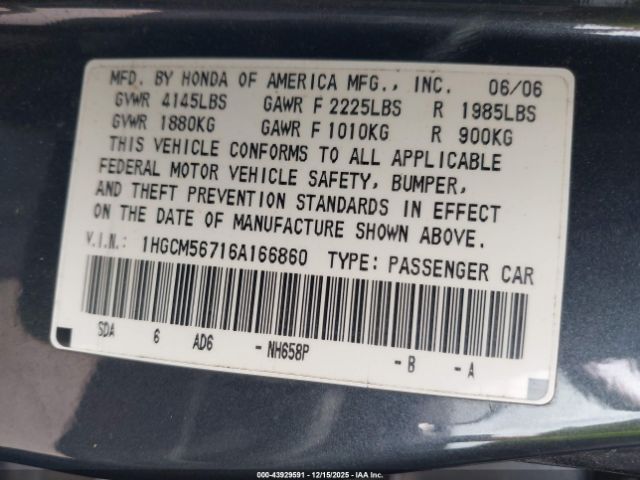 MFD. BY HONDA OF AMERICA MFG., INC. 06/06
GVWR 4145LBS GAWR F 2225LBS R 1985LBS
GVWR 1880KG GAWR F 1010KG R 900KG
THIS VEHICLE CONFORMS TO ALL APPLICABLE
FEDERAL MOTOR VEHICLE SAFETY, BUMPER,
AND THEFT PREVENTION STANDARDS IN EFFECT
ON THE DATE OF MANUFACTURE SHOWN ABOVE.
V.I.N.: 1HGCM56716A166860 TYPE: PASSENGER CAR
SDA 6 AD6 -NH658P -B -A
00-43929591 - 12/15/2025 - IAA Inc.